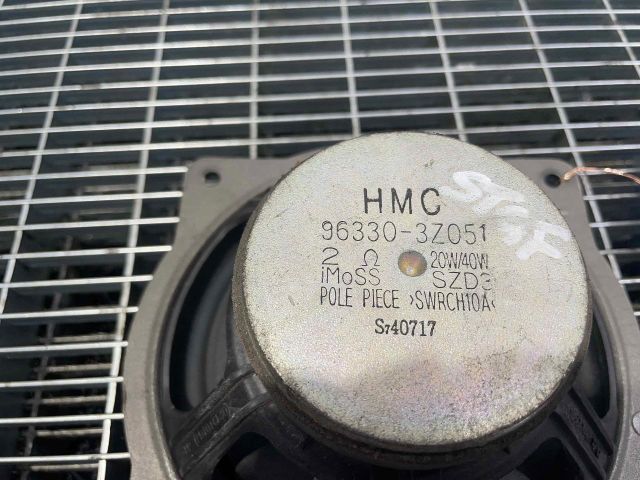 HMC
96330-3Z051
2 Ω 20W/40W
iMoSS SZD3
POLE PIECE >SWRCH10A<
S740717